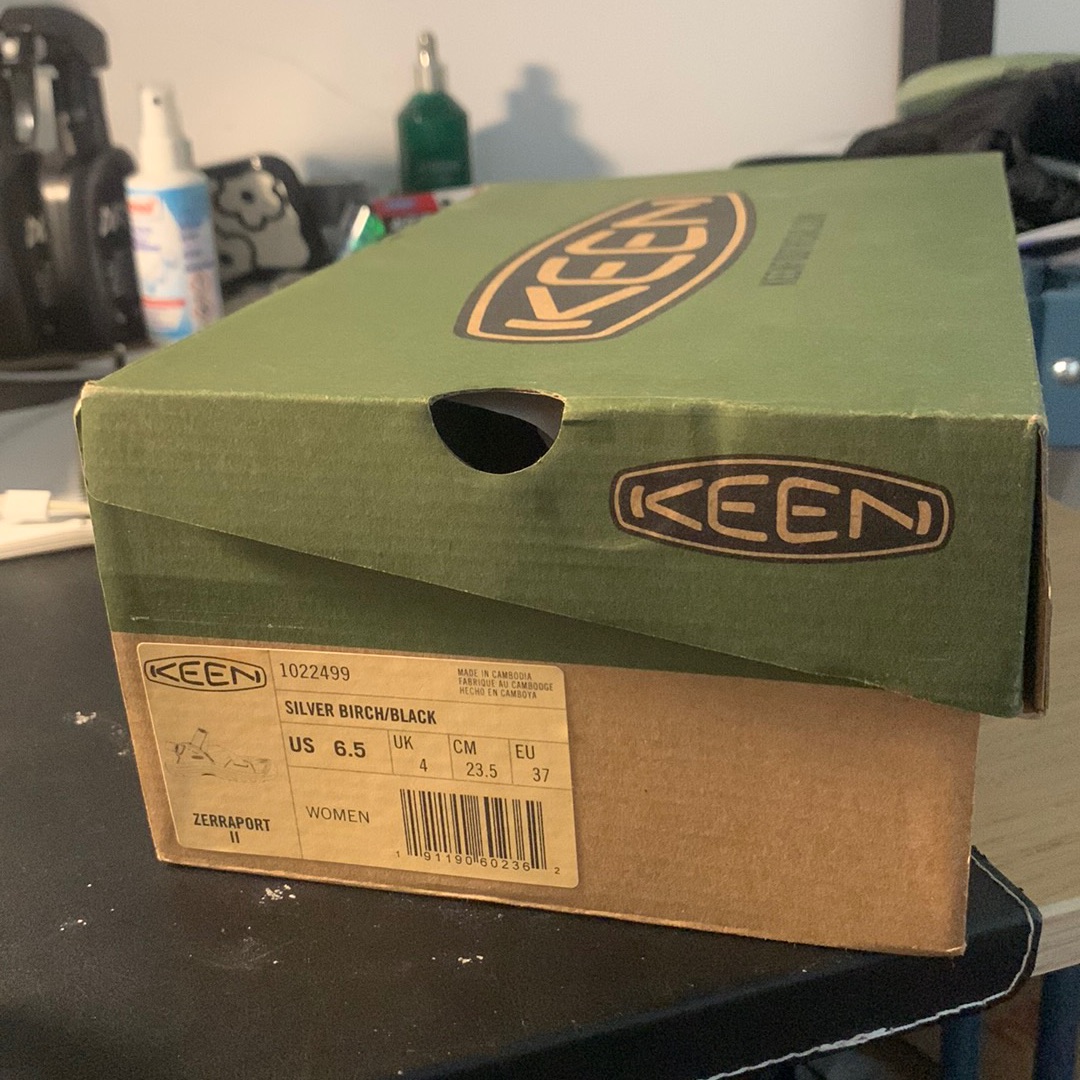 KEEN
KEEN
KEEN
1022499
MADE IN CAMBODIA
FABRIQUE AU CAMBODGE
HECHO EN CAMBOYA
SILVER BIRCH/BLACK
US 6.5
UK 4
CM 23.5
EU 37
ZERRAPORT
II
WOMEN
1 91190 60236 2